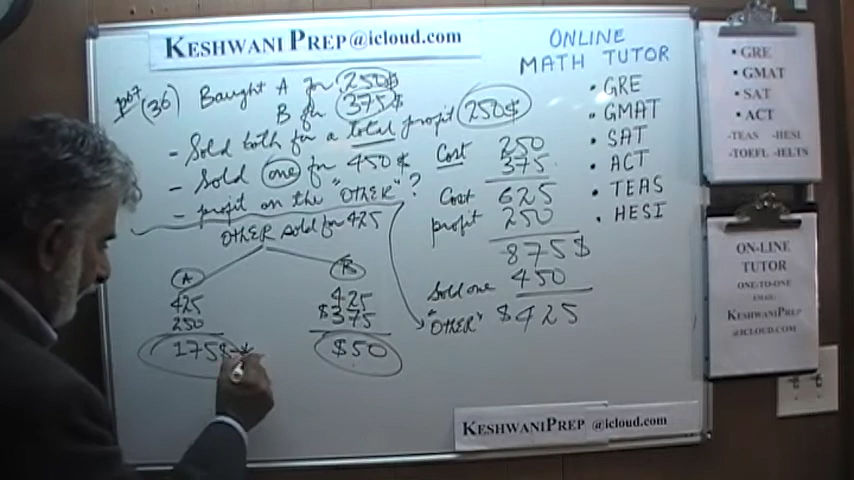 KESHWANI PREP@icloud.com
(36) Bought A for 250$
B for 375$
- Sold both for a total profit 250$
- Sold one for 450$
- profit on the "OTHER"?
OTHER sold for 425
A
425
250
175$
B
425
$375
$50
Cost 250
375
Cost 625
profit 250
875$
Sold one 450
"OTHER" $425
ONLINE
MATH TUTOR
• GRE
• GMAT
• SAT
• ACT
• TEAS
• HESI
KESHWANIPREP @icloud.com
• GRE
• GMAT
• SAT
• ACT
-TEAS -HESI
-TOEFL -IELTS
ON-LINE
TUTOR
ONE-TO-ONE
EMAIL
KESHWANIPREP
@ICLOUD.COM